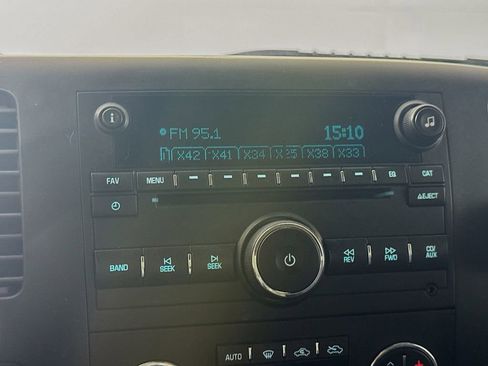 FM 95.1 15:10
X42 X41 X34 X35 X38 X33
FAV MENU EQ CAT
EJECT
BAND SEEK SEEK REV FWD CD/
AUX
AUTO